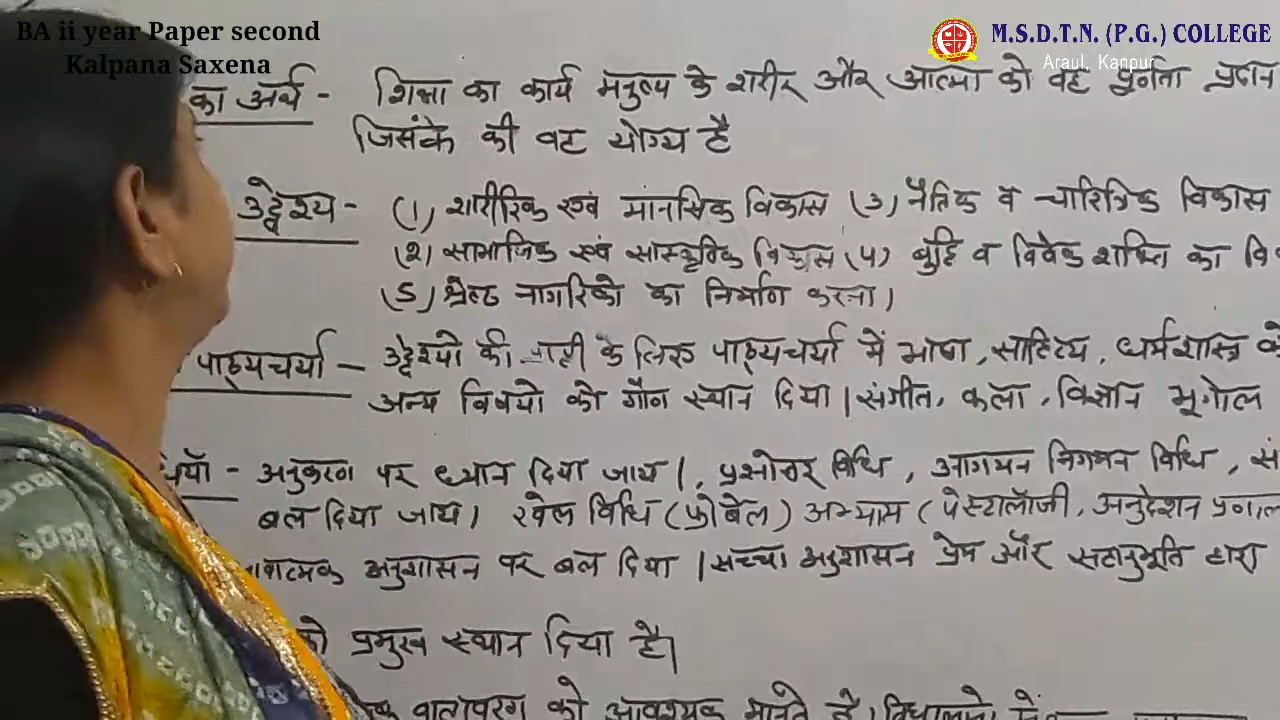 BA ii year Paper second
Kalpana Saxena
M.S.D.T.N. (P.G.) COLLEGE
Araul, Kanpur
का अर्थ - शिक्षा का कार्य मनुष्य के शरीर और आत्मा को वह पूर्णता प्रदान
जिसके की वह योग्य है
उद्देश्य - (1) शारीरिक एवं मानसिक विकास (3) नैतिक व चारित्रिक विकास
(2) सामाजिक एवं सांस्कृतिक विकास (4) बुद्धि व विवेक शक्ति का
(5) श्रेष्ठ नागरिको का निर्माण करना।
पाठ्यचर्या - उद्देश्यो की के लिए पाठ्यचर्या में भाषा, साहित्य, धर्मशास्त्र
अन्य विषयो को गौण स्थान दिया। संगीत, कला, विज्ञान भूगोल
- अनुकरण पर ध्यान दिया जाय।, प्रश्नोत्तर विधि, आगमन निगमन विधि,
बल दिया जाय। खेल विधि (फ्रोबेल) अभ्यास (पेस्टालॉजी, अनुदेशन
अनुशासन पर बल दिया। सच्चा अनुशासन प्रेम और सहानुभूति द्वारा
को प्रमुख स्थान दिया है।
वातावरण को आवश्यक मानते है।